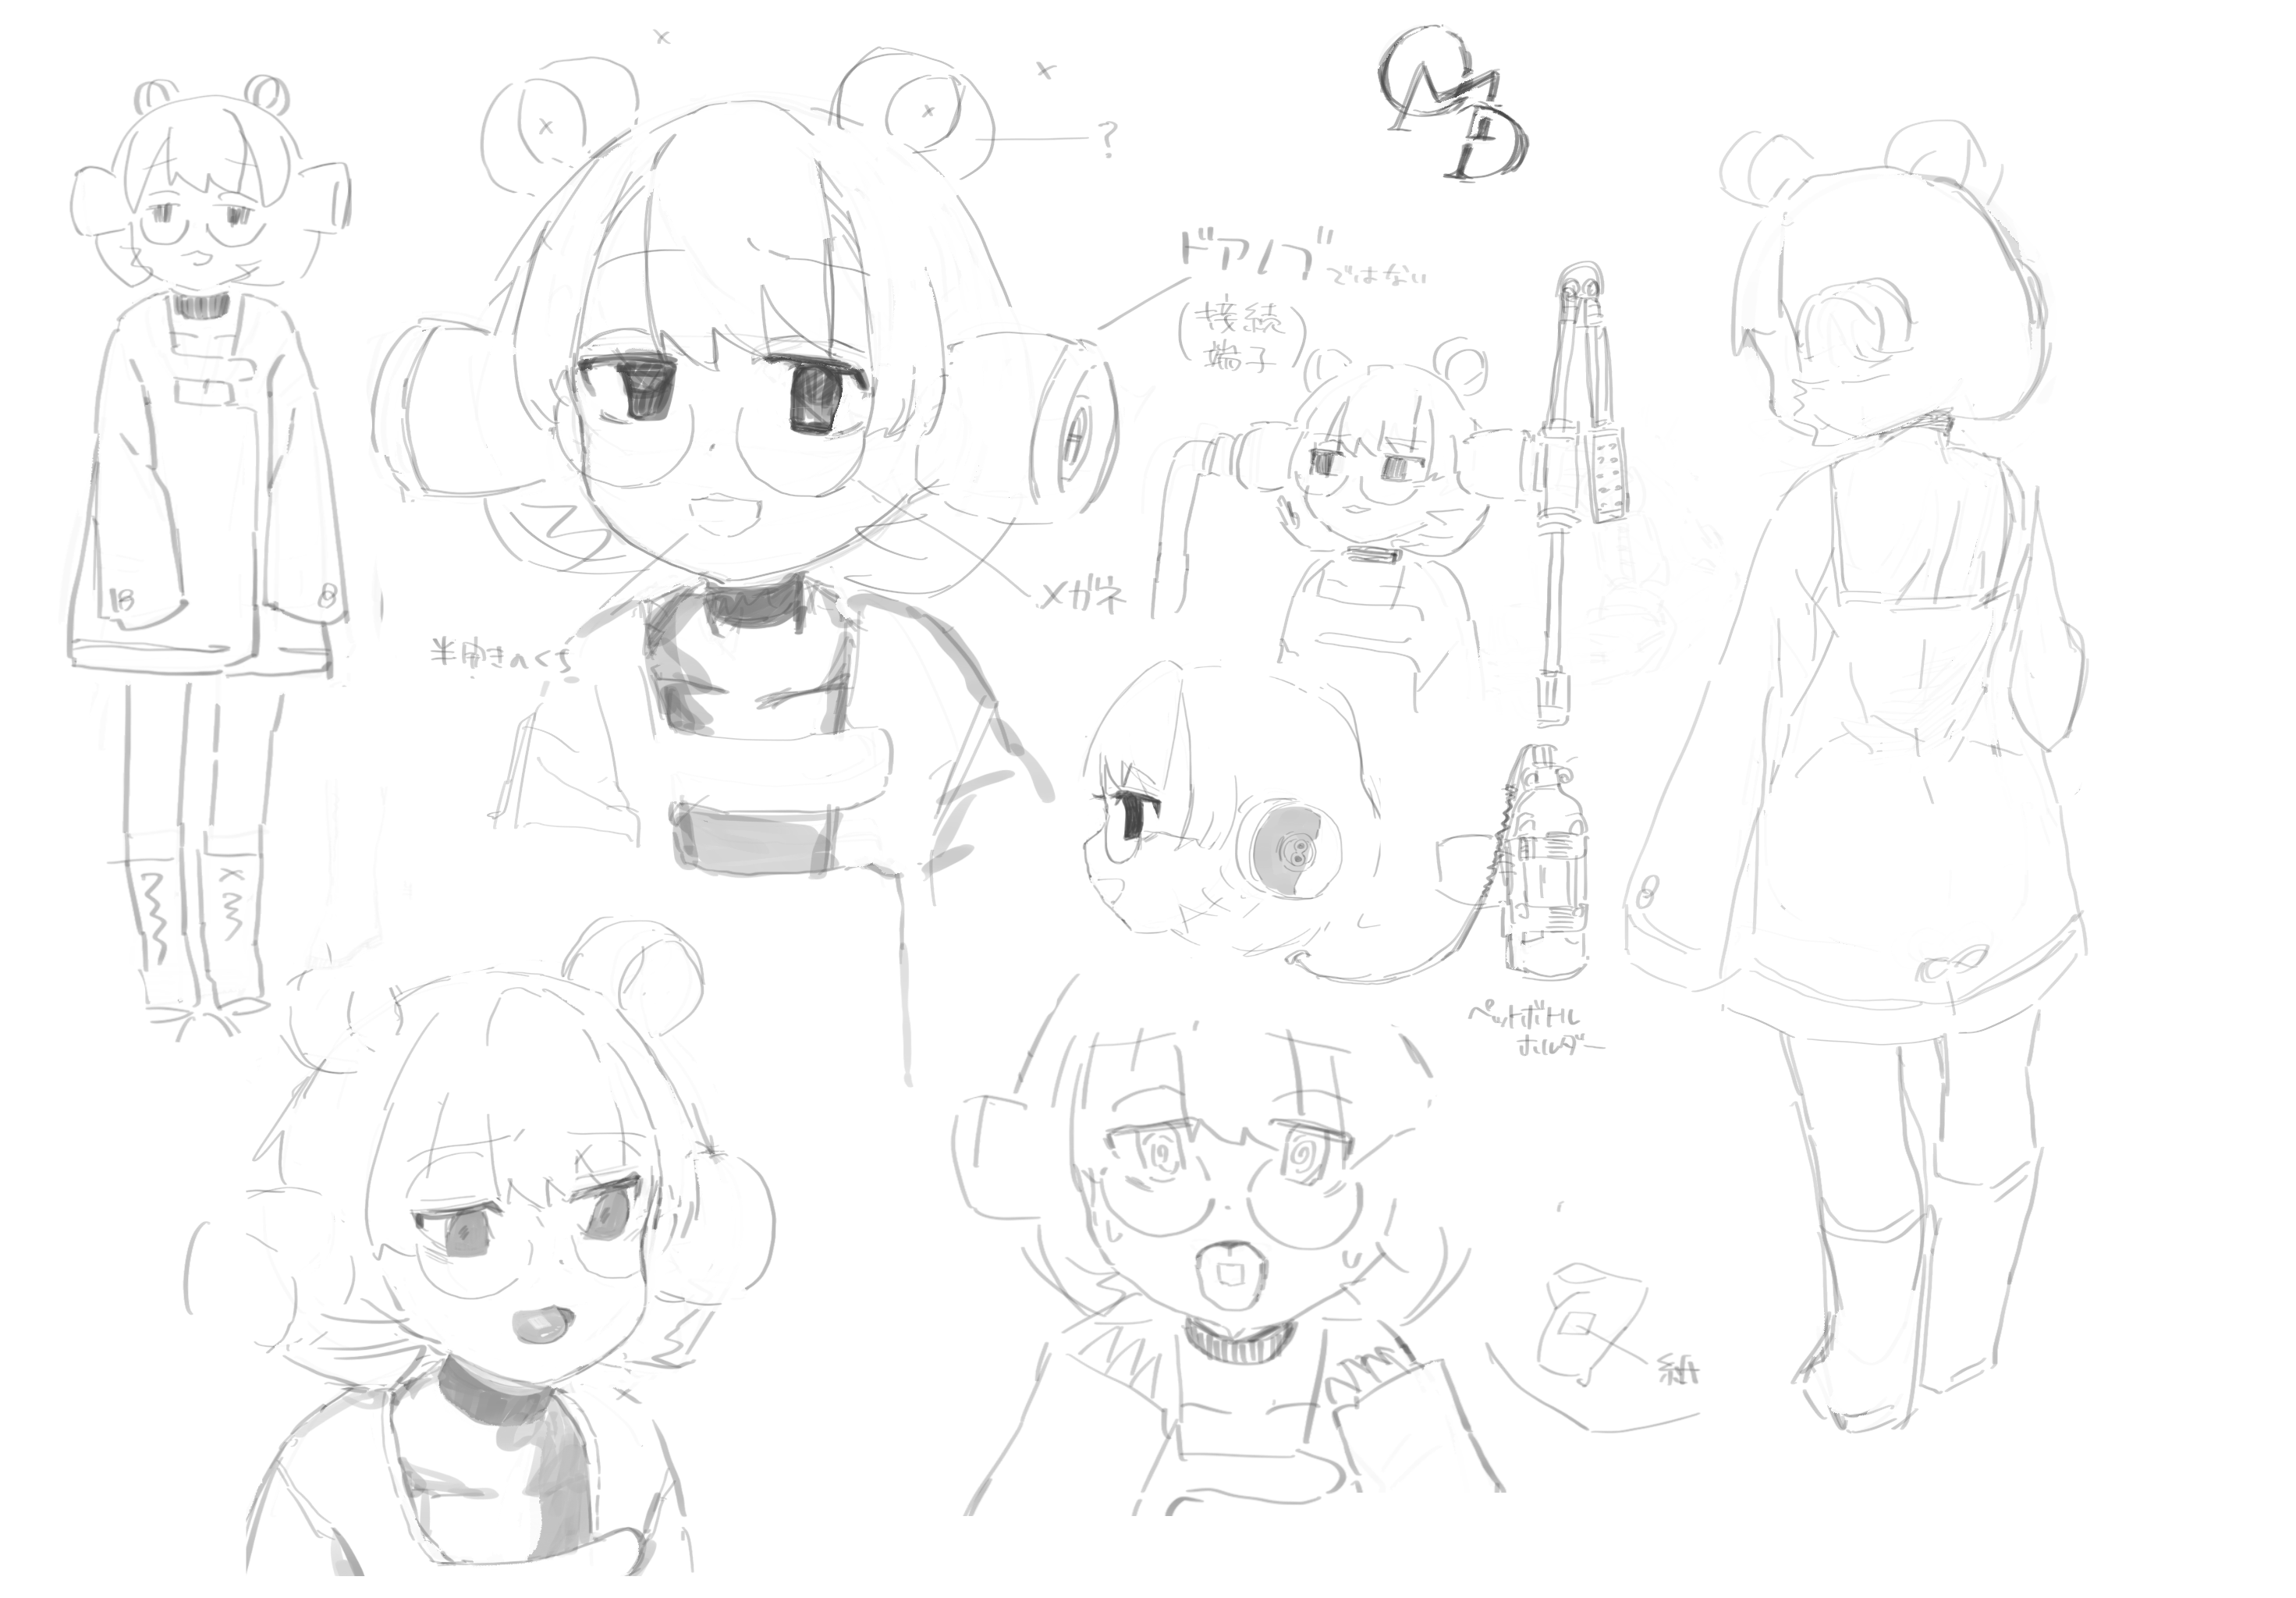 ?
ドアノブではない
(接続
端子)
メガネ
半開きのくち
ペットボトル
ホルダー
紙